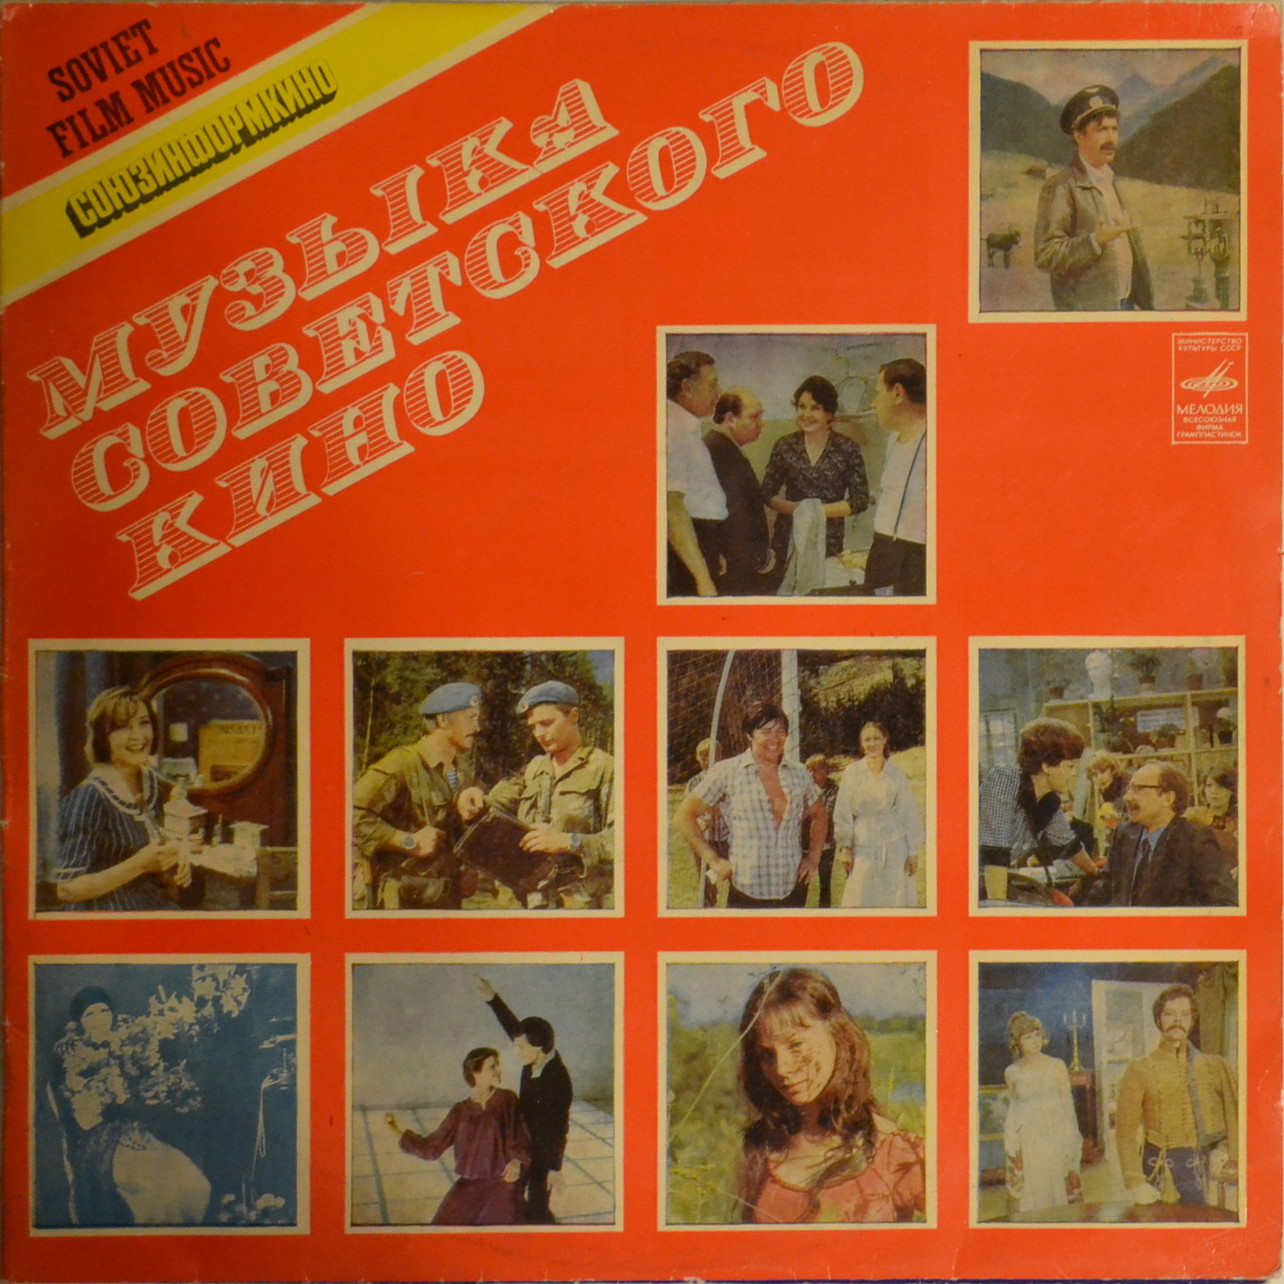 SOVIET
FILM MUSIC
СОЮЗИНФОРМКИНО
МУЗЫКА
СОВЕТСКОГО
КИНО
МИНИСТЕРСТВО
КУЛЬТУРЫ СССР
МЕЛОДИЯ
ВСЕСОЮЗНАЯ
ФИРМА
ГРАМПЛАСТИНОК